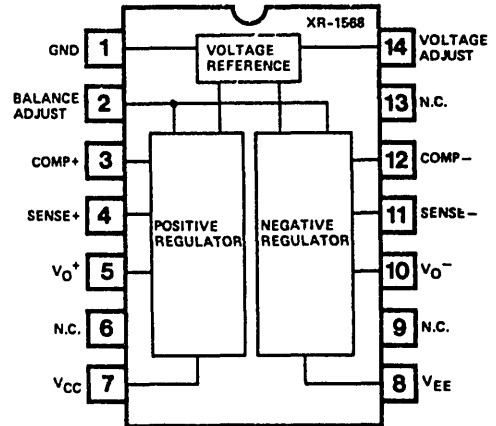 XR-1568
GND 1
VOLTAGE
REFERENCE
14 VOLTAGE
ADJUST
BALANCE
ADJUST
2
13 N.C.
COMP+ 3
12 COMP−
SENSE+ 4
11 SENSE−
POSITIVE
REGULATOR
NEGATIVE
REGULATOR
VO+ 5
10 VO−
N.C. 6
9 N.C.
VCC 7
8 VEE